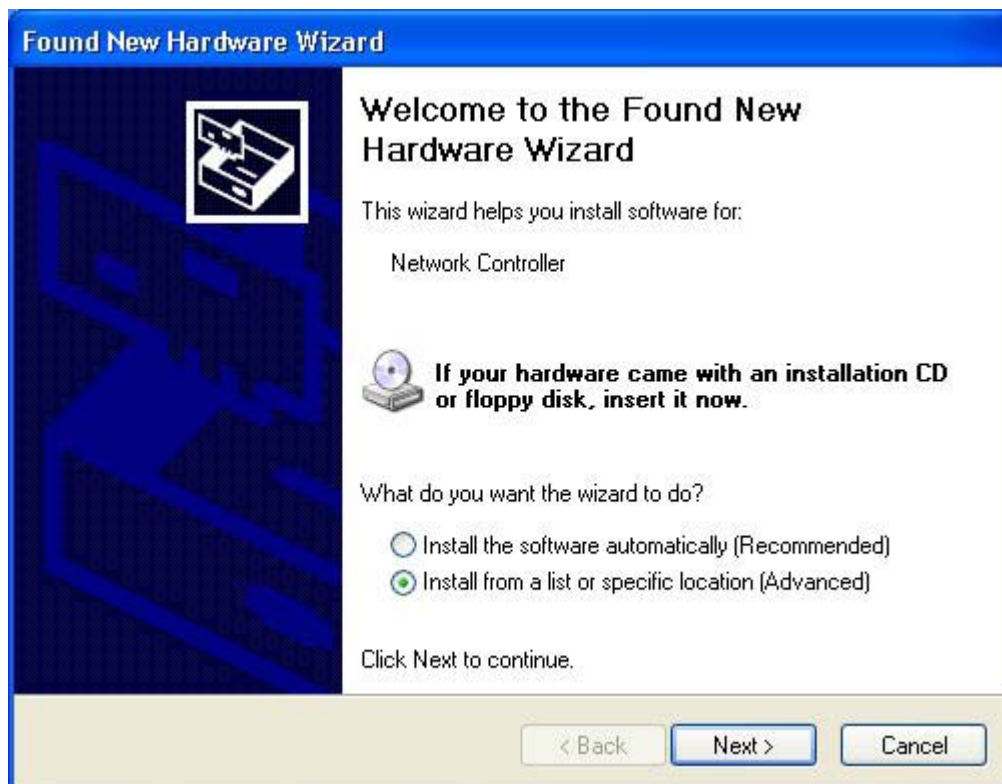 Found New Hardware Wizard
Welcome to the Found New
Hardware Wizard
This wizard helps you install software for:
Network Controller
If your hardware came with an installation CD
or floppy disk, insert it now.
What do you want the wizard to do?
Install the software automatically (Recommended)
Install from a list or specific location (Advanced)
Click Next to continue.
< Back Next > Cancel